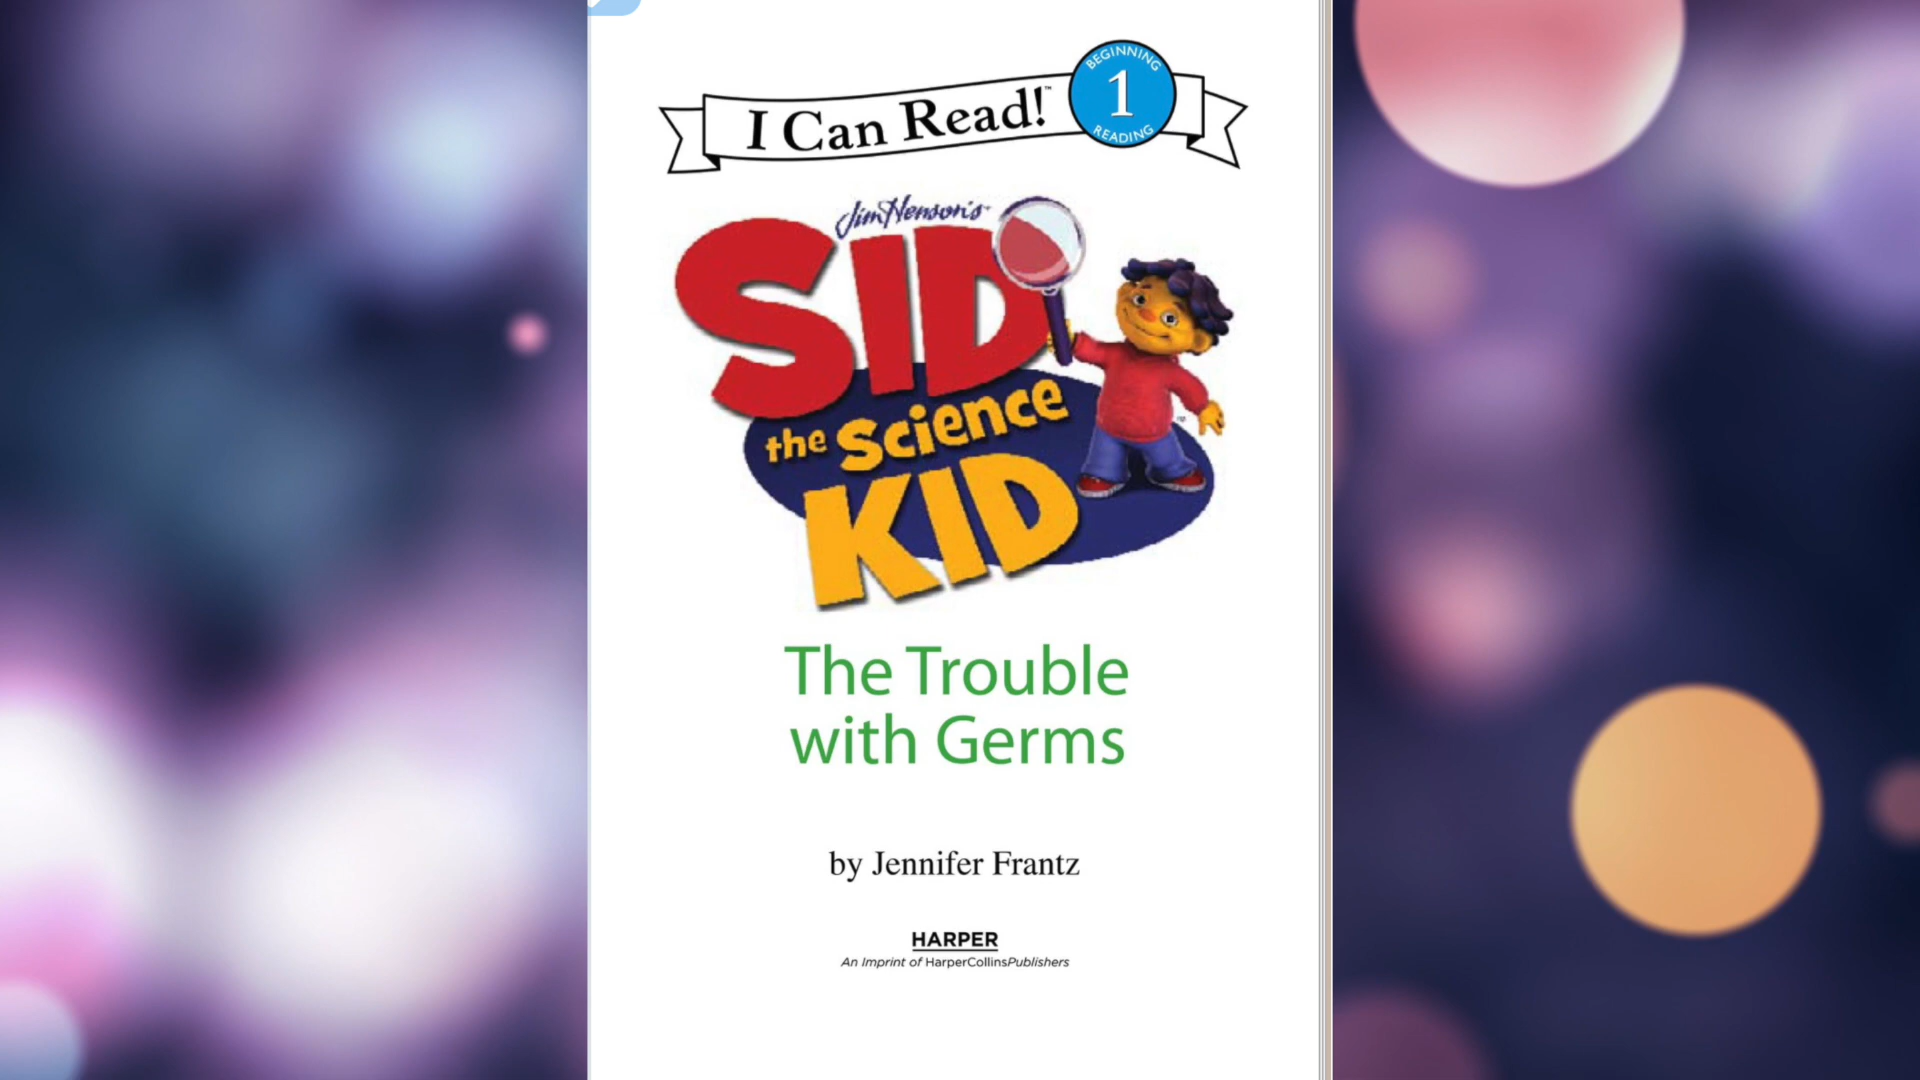 I Can Read!™
BEGINNING
1
READING
Jim Henson's
SID
the Science
KID
The Trouble
with Germs
by Jennifer Frantz
HARPER
An Imprint of HarperCollinsPublishers